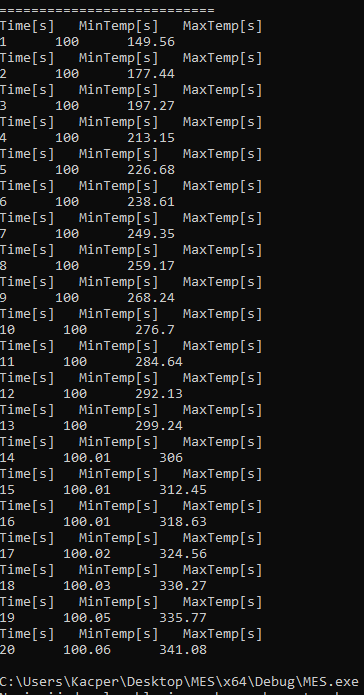 ===========================
Time[s] MinTemp[s] MaxTemp[s]
1 100 149.56
Time[s] MinTemp[s] MaxTemp[s]
2 100 177.44
Time[s] MinTemp[s] MaxTemp[s]
3 100 197.27
Time[s] MinTemp[s] MaxTemp[s]
4 100 213.15
Time[s] MinTemp[s] MaxTemp[s]
5 100 226.68
Time[s] MinTemp[s] MaxTemp[s]
6 100 238.61
Time[s] MinTemp[s] MaxTemp[s]
7 100 249.35
Time[s] MinTemp[s] MaxTemp[s]
8 100 259.17
Time[s] MinTemp[s] MaxTemp[s]
9 100 268.24
Time[s] MinTemp[s] MaxTemp[s]
10 100 276.7
Time[s] MinTemp[s] MaxTemp[s]
11 100 284.64
Time[s] MinTemp[s] MaxTemp[s]
12 100 292.13
Time[s] MinTemp[s] MaxTemp[s]
13 100 299.24
Time[s] MinTemp[s] MaxTemp[s]
14 100.01 306
Time[s] MinTemp[s] MaxTemp[s]
15 100.01 312.45
Time[s] MinTemp[s] MaxTemp[s]
16 100.01 318.63
Time[s] MinTemp[s] MaxTemp[s]
17 100.02 324.56
Time[s] MinTemp[s] MaxTemp[s]
18 100.03 330.27
Time[s] MinTemp[s] MaxTemp[s]
19 100.05 335.77
Time[s] MinTemp[s] MaxTemp[s]
20 100.06 341.08
C:\Users\Kacper\Desktop\MES\x64\Debug\MES.exe